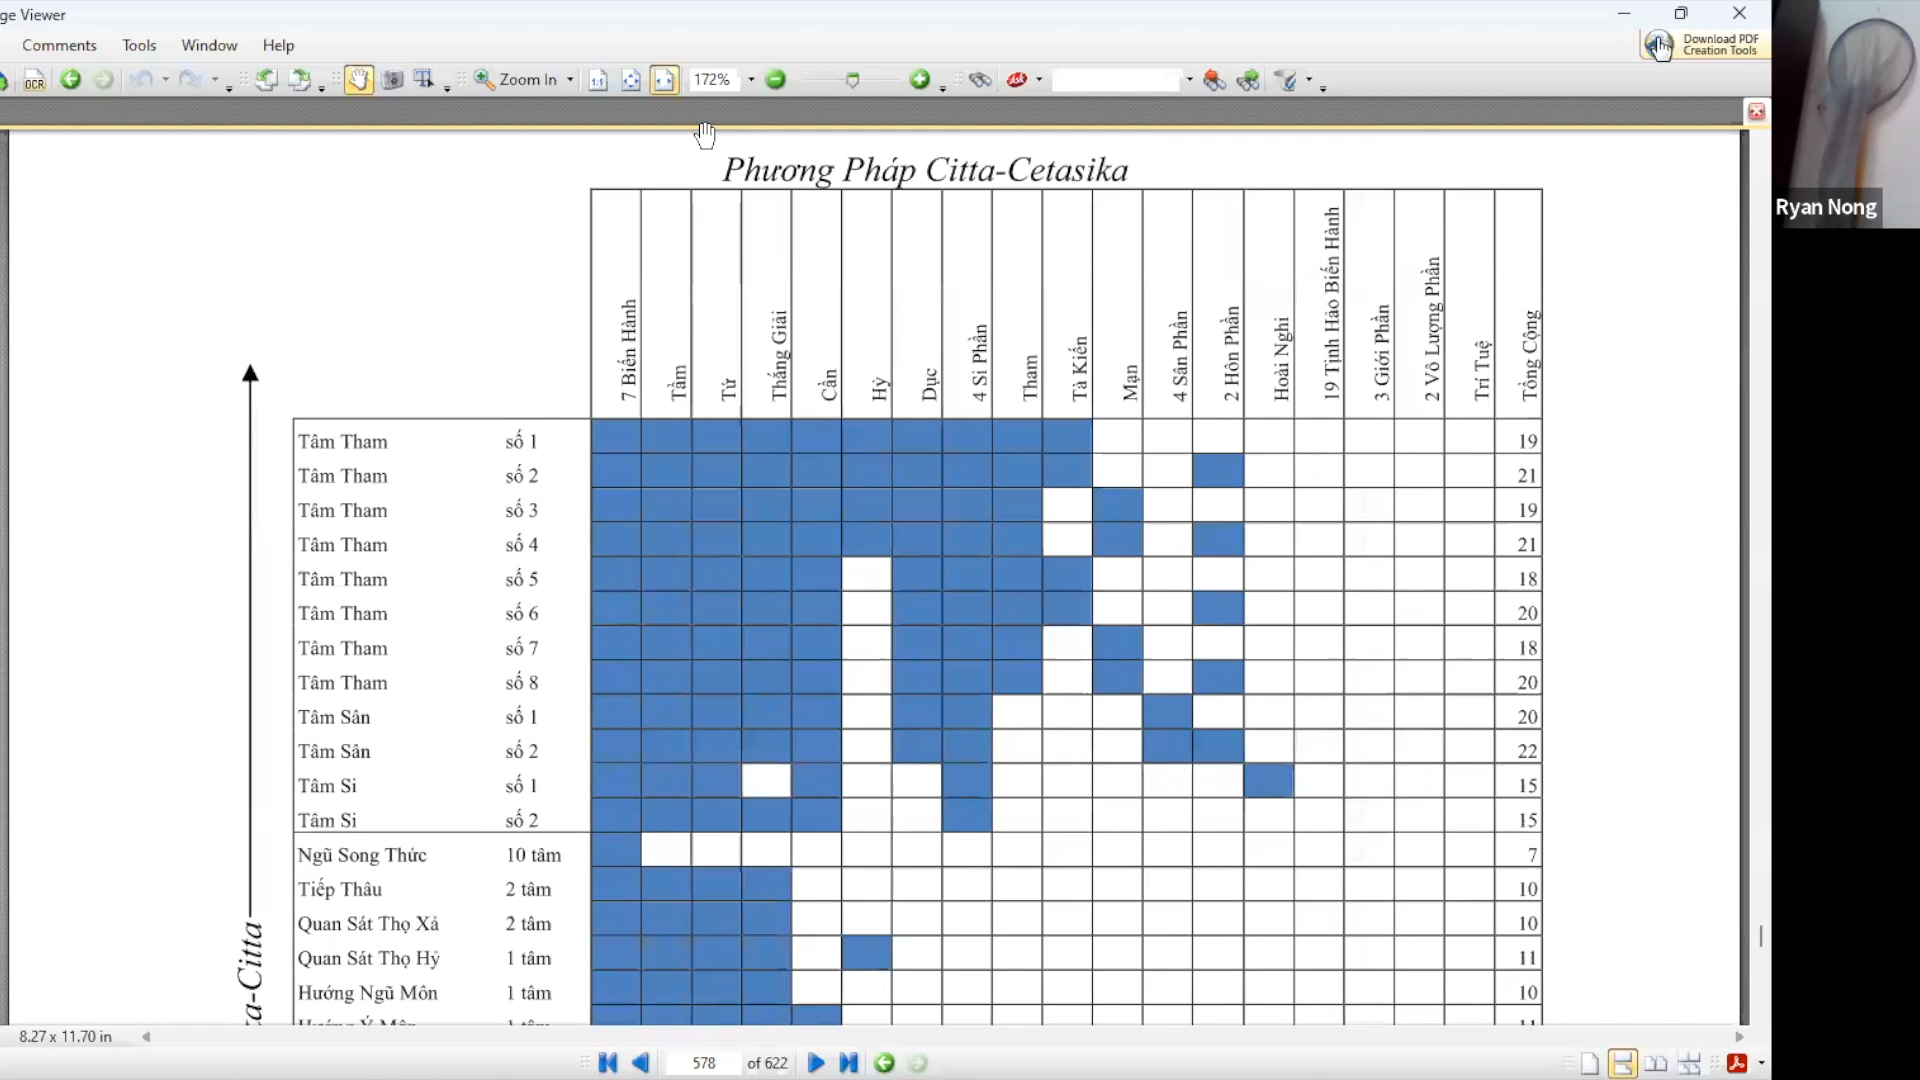 ge Viewer
Comments Tools Window Help
Download PDF
Creation Tools
OCR Zoom In 1:1 172% Ask
Ryan Nong
Phương Pháp Citta-Cetasika
7 Biến Hành
Tầm
Tứ
Thắng Giải
Cần
Hỷ
Dục
4 Si Phần
Tham
Tà Kiến
Mạn
4 Sân Phần
2 Hôn Phần
Hoài Nghi
19 Tịnh Hảo Biến Hành
3 Giới Phần
2 Vô Lượng Phần
Trí Tuệ
Tổng Cộng
Tâm Tham số 1 19
Tâm Tham số 2 21
Tâm Tham số 3 19
Tâm Tham số 4 21
Tâm Tham số 5 18
Tâm Tham số 6 20
Tâm Tham số 7 18
Tâm Tham số 8 20
Tâm Sân số 1 20
Tâm Sân số 2 22
Tâm Si số 1 15
Tâm Si số 2 15
Ngũ Song Thức 10 tâm 7
Tiếp Thâu 2 tâm 10
Quan Sát Thọ Xả 2 tâm 10
Quan Sát Thọ Hỷ 1 tâm 11
Hướng Ngũ Môn 1 tâm 10
za-Citta
8.27 x 11.70 in
578 of 622